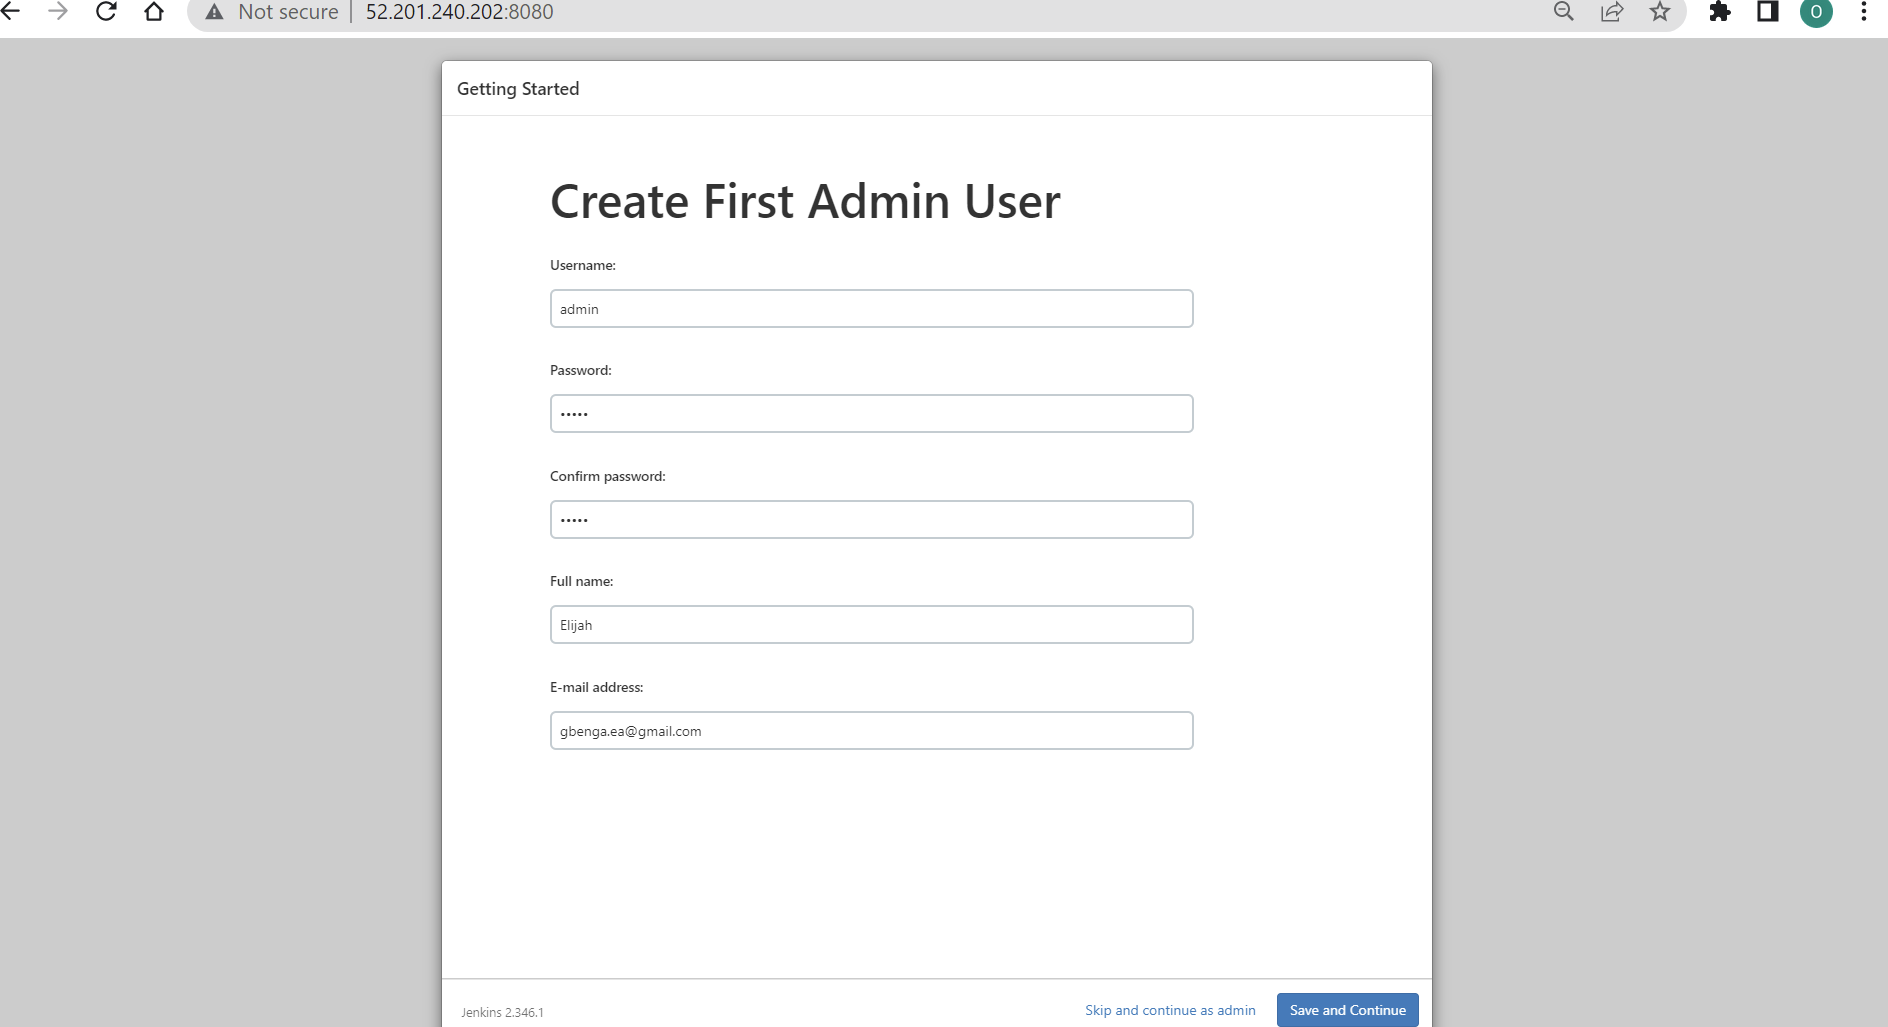 Not secure | 52.201.240.202:8080
O
Getting Started
Create First Admin User
Username:
admin
Password:
•••••
Confirm password:
•••••
Full name:
Elijah
E-mail address:
gbenga.ea@gmail.com
Jenkins 2.346.1
Skip and continue as admin
Save and Continue